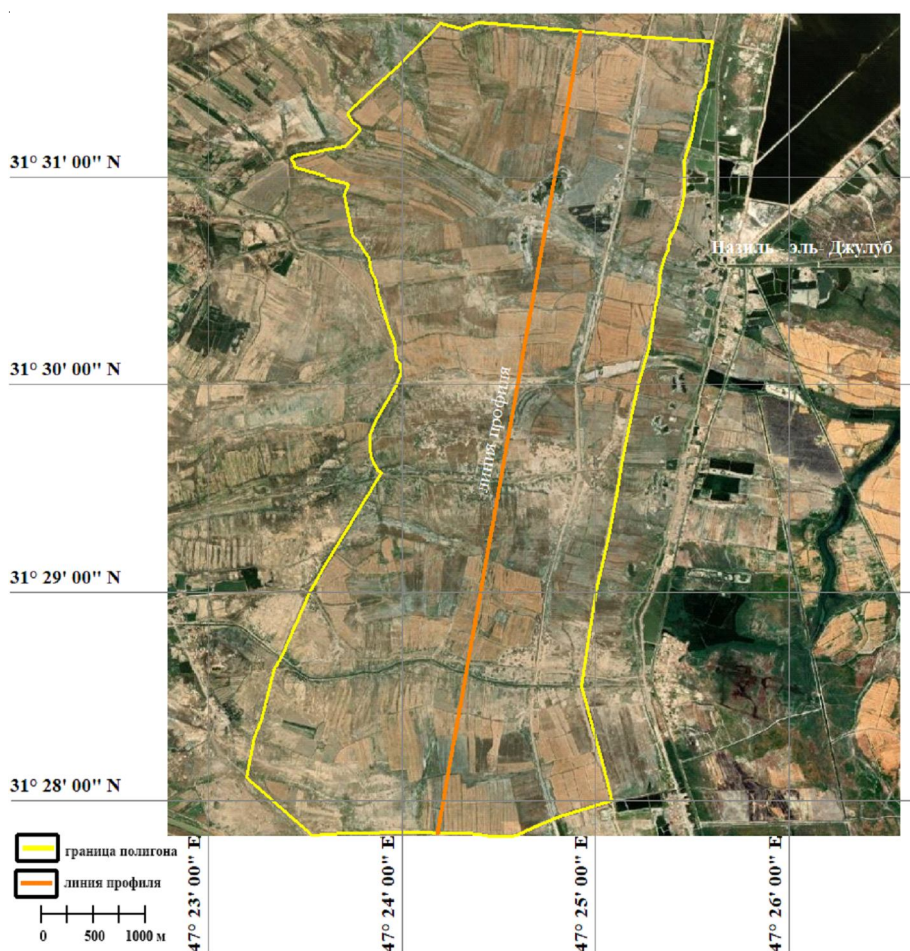 31° 31' 00" N
Назиль - эль- Джулуб
31° 30' 00" N
линия профиля
31° 29' 00" N
31° 28' 00" N
граница полигона
линия профиля
0 500 1000 м
47° 23' 00" E
47° 24' 00" E
47° 25' 00" E
47° 26' 00" E